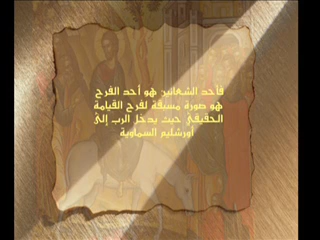 فأحد الشعانين هو أحد الفرح
هو صورة مسبقة لفرح القيامة
الحقيقي حيث يدخل الرب إلى
أورشليم السماوية